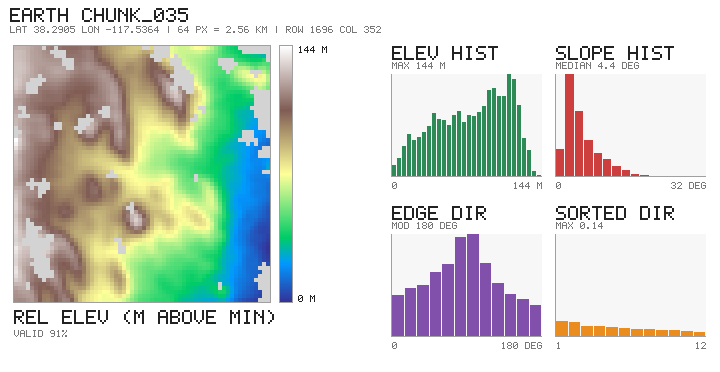 EARTH CHUNK_035
LAT 38.2905 LON -117.5364 | 64 PX = 2.56 KM | ROW 1696 COL 352
144 M
0 M
REL ELEV (M ABOVE MIN)
VALID 91%
ELEV HIST
MAX 144 M
0 144 M
SLOPE HIST
MEDIAN 4.4 DEG
0 32 DEG
EDGE DIR
MOD 180 DEG
0 180 DEG
SORTED DIR
MAX 0.14
1 12